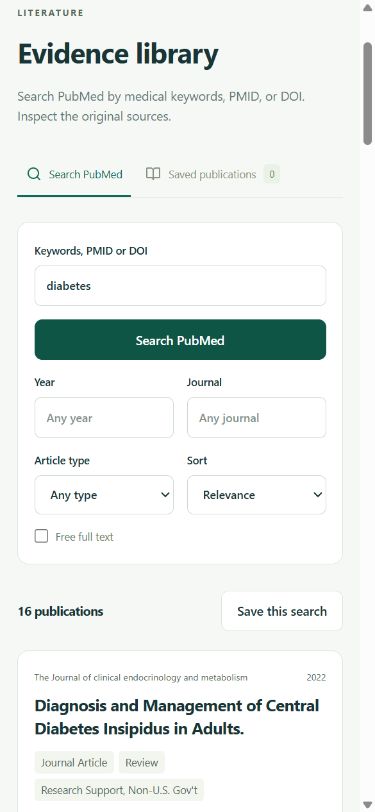 LITERATURE
Evidence library
Search PubMed by medical keywords, PMID, or DOI.
Inspect the original sources.
Search PubMed
Saved publications 0
Keywords, PMID or DOI
diabetes
Search PubMed
Year
Journal
Any year
Any journal
Article type
Sort
Any type
Relevance
Free full text
16 publications
Save this search
The Journal of clinical endocrinology and metabolism
2022
Diagnosis and Management of Central
Diabetes Insipidus in Adults.
Journal Article
Review
Research Support, Non-U.S. Gov't